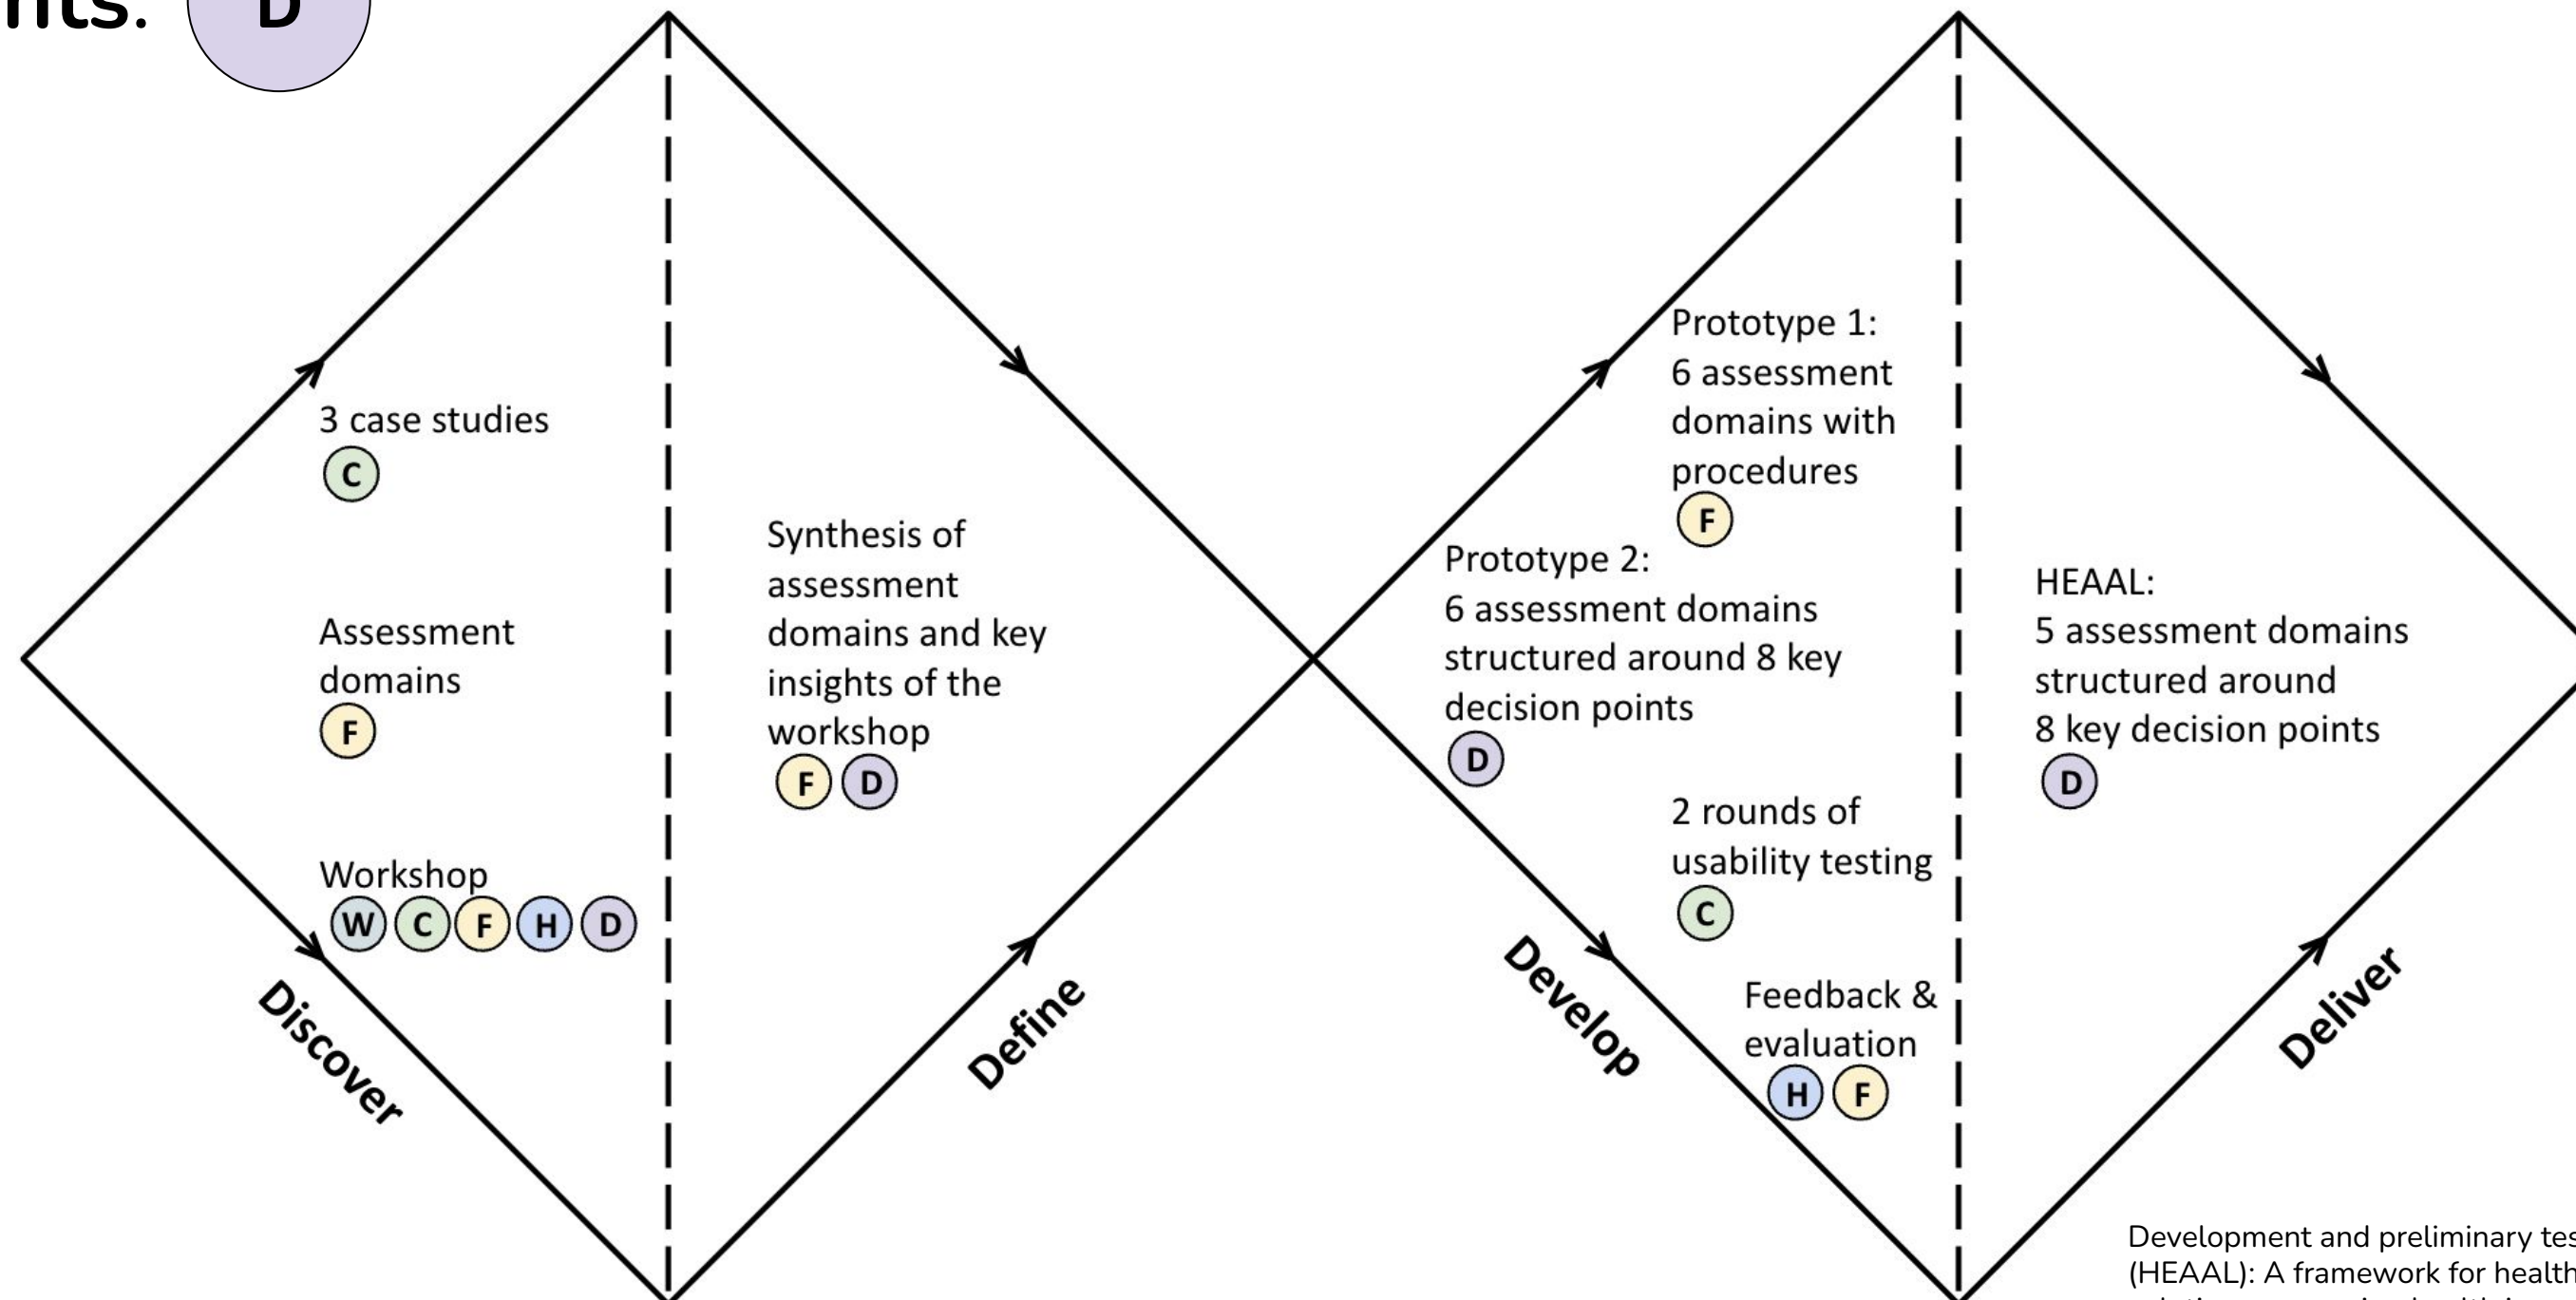 D
3 case studies
C
Assessment
domains
F
Workshop
W C F H D
Discover
Synthesis of
assessment
domains and key
insights of the
workshop
F D
Define
Prototype 1:
6 assessment
domains with
procedures
F
Prototype 2:
6 assessment domains
structured around 8 key
decision points
D
2 rounds of
usability testing
C
Feedback &
evaluation
H F
Develop
HEAAL:
5 assessment domains
structured around
8 key decision points
D
Deliver
Development and preliminary
(HEAAL): A framework for health